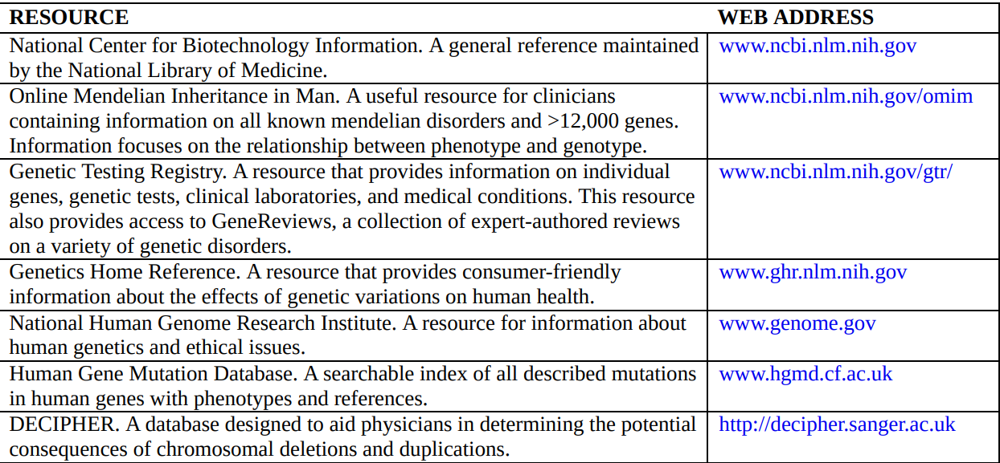 RESOURCE WEB ADDRESS
National Center for Biotechnology Information. A general reference maintained www.ncbi.nlm.nih.gov
by the National Library of Medicine.
Online Mendelian Inheritance in Man. A useful resource for clinicians www.ncbi.nlm.nih.gov/omim
containing information on all known mendelian disorders and >12,000 genes.
Information focuses on the relationship between phenotype and genotype.
Genetic Testing Registry. A resource that provides information on individual www.ncbi.nlm.nih.gov/gtr/
genes, genetic tests, clinical laboratories, and medical conditions. This resource
also provides access to GeneReviews, a collection of expert-authored reviews
on a variety of genetic disorders.
Genetics Home Reference. A resource that provides consumer-friendly www.ghr.nlm.nih.gov
information about the effects of genetic variations on human health.
National Human Genome Research Institute. A resource for information about www.genome.gov
human genetics and ethical issues.
Human Gene Mutation Database. A searchable index of all described mutations www.hgmd.cf.ac.uk
in human genes with phenotypes and references.
DECIPHER. A database designed to aid physicians in determining the potential http://decipher.sanger.ac.uk
consequences of chromosomal deletions and duplications.